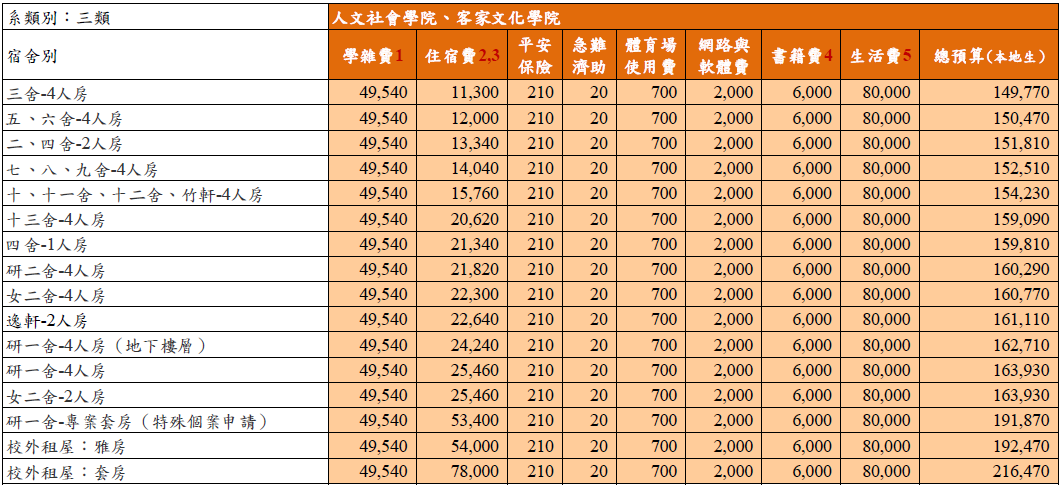 系類別：三類 人文社會學院、客家文化學院
宿舍別 學雜費1 住宿費2,3 平安保險 急難濟助 體育場使用費 網路與軟體費 書籍費4 生活費5 總預算(本地生)
三舍-4人房 49,540 11,300 210 20 700 2,000 6,000 80,000 149,770
五、六舍-4人房 49,540 12,000 210 20 700 2,000 6,000 80,000 150,470
二、四舍-2人房 49,540 13,340 210 20 700 2,000 6,000 80,000 151,810
七、八、九舍-4人房 49,540 14,040 210 20 700 2,000 6,000 80,000 152,510
十、十一舍、十二舍、竹軒-4人房 49,540 15,760 210 20 700 2,000 6,000 80,000 154,230
十三舍-4人房 49,540 20,620 210 20 700 2,000 6,000 80,000 159,090
四舍-1人房 49,540 21,340 210 20 700 2,000 6,000 80,000 159,810
研二舍-4人房 49,540 21,820 210 20 700 2,000 6,000 80,000 160,290
女二舍-4人房 49,540 22,300 210 20 700 2,000 6,000 80,000 160,770
逸軒-2人房 49,540 22,640 210 20 700 2,000 6,000 80,000 161,110
研一舍-4人房（地下樓層） 49,540 24,240 210 20 700 2,000 6,000 80,000 162,710
研一舍-4人房 49,540 25,460 210 20 700 2,000 6,000 80,000 163,930
女二舍-2人房 49,540 25,460 210 20 700 2,000 6,000 80,000 163,930
研一舍-專案套房（特殊個案申請） 49,540 53,400 210 20 700 2,000 6,000 80,000 191,870
校外租屋：雅房 49,540 54,000 210 20 700 2,000 6,000 80,000 192,470
校外租屋：套房 49,540 78,000 210 20 700 2,000 6,000 80,000 216,470